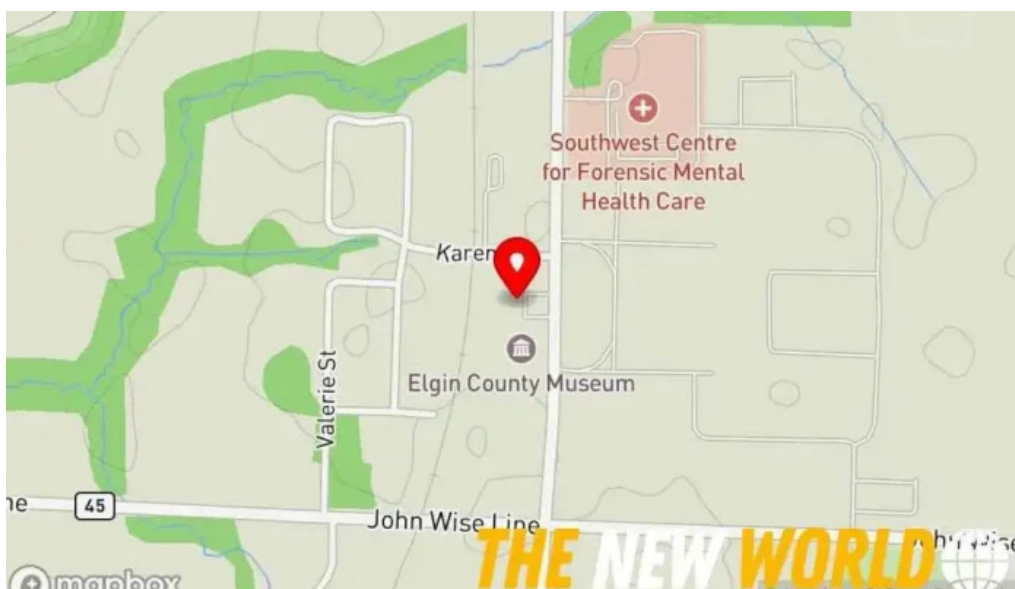 Southwest Centre
for Forensic Mental
Health Care
Karen
Elgin County Museum
Valerie St
45
John Wise Line
THE NEW WORLD
mapbox